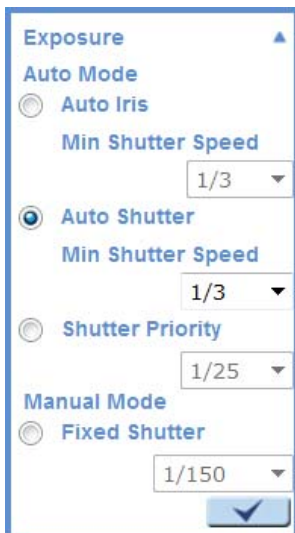 Exposure
Auto Mode
Auto Iris
Min Shutter Speed
1/3
Auto Shutter
Min Shutter Speed
1/3
Shutter Priority
1/25
Manual Mode
Fixed Shutter
1/150